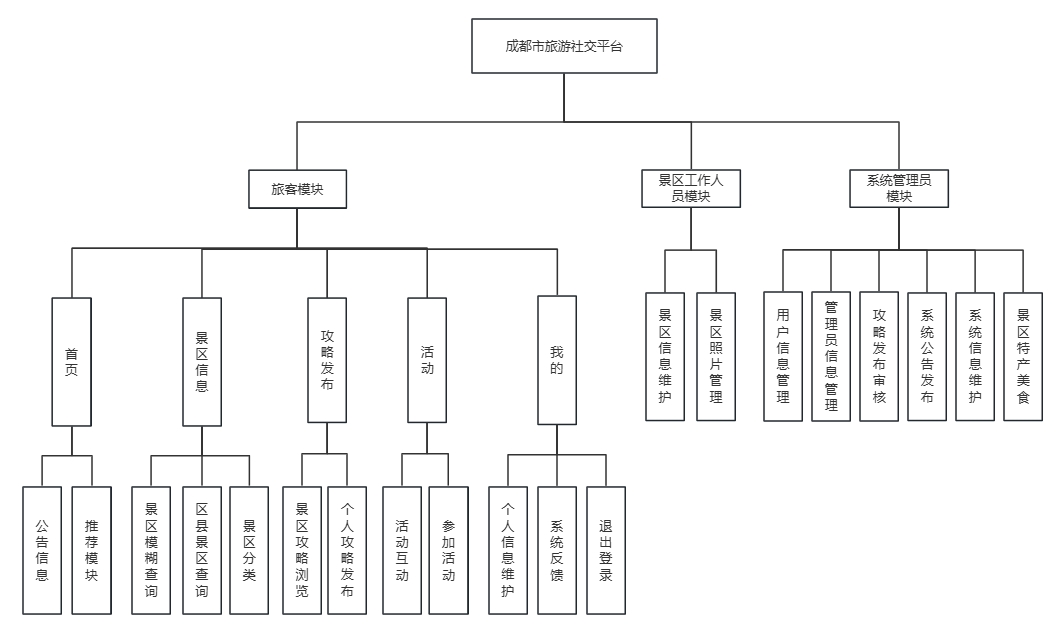 成都市旅游社交平台
旅客模块
景区工作人
员模块
系统管理员
模块
首页
景区信息
攻略发布
活动
我的
景区信息维护
景区照片管理
用户信息管理
管理员信息管理
攻略发布审核
系统公告发布
系统信息维护
景区特产美食
公告信息
推荐模块
景区模糊查询
区县景区查询
景区分类
景区攻略浏览
个人攻略发布
活动互动
参加活动
个人信息维护
系统反馈
退出登录